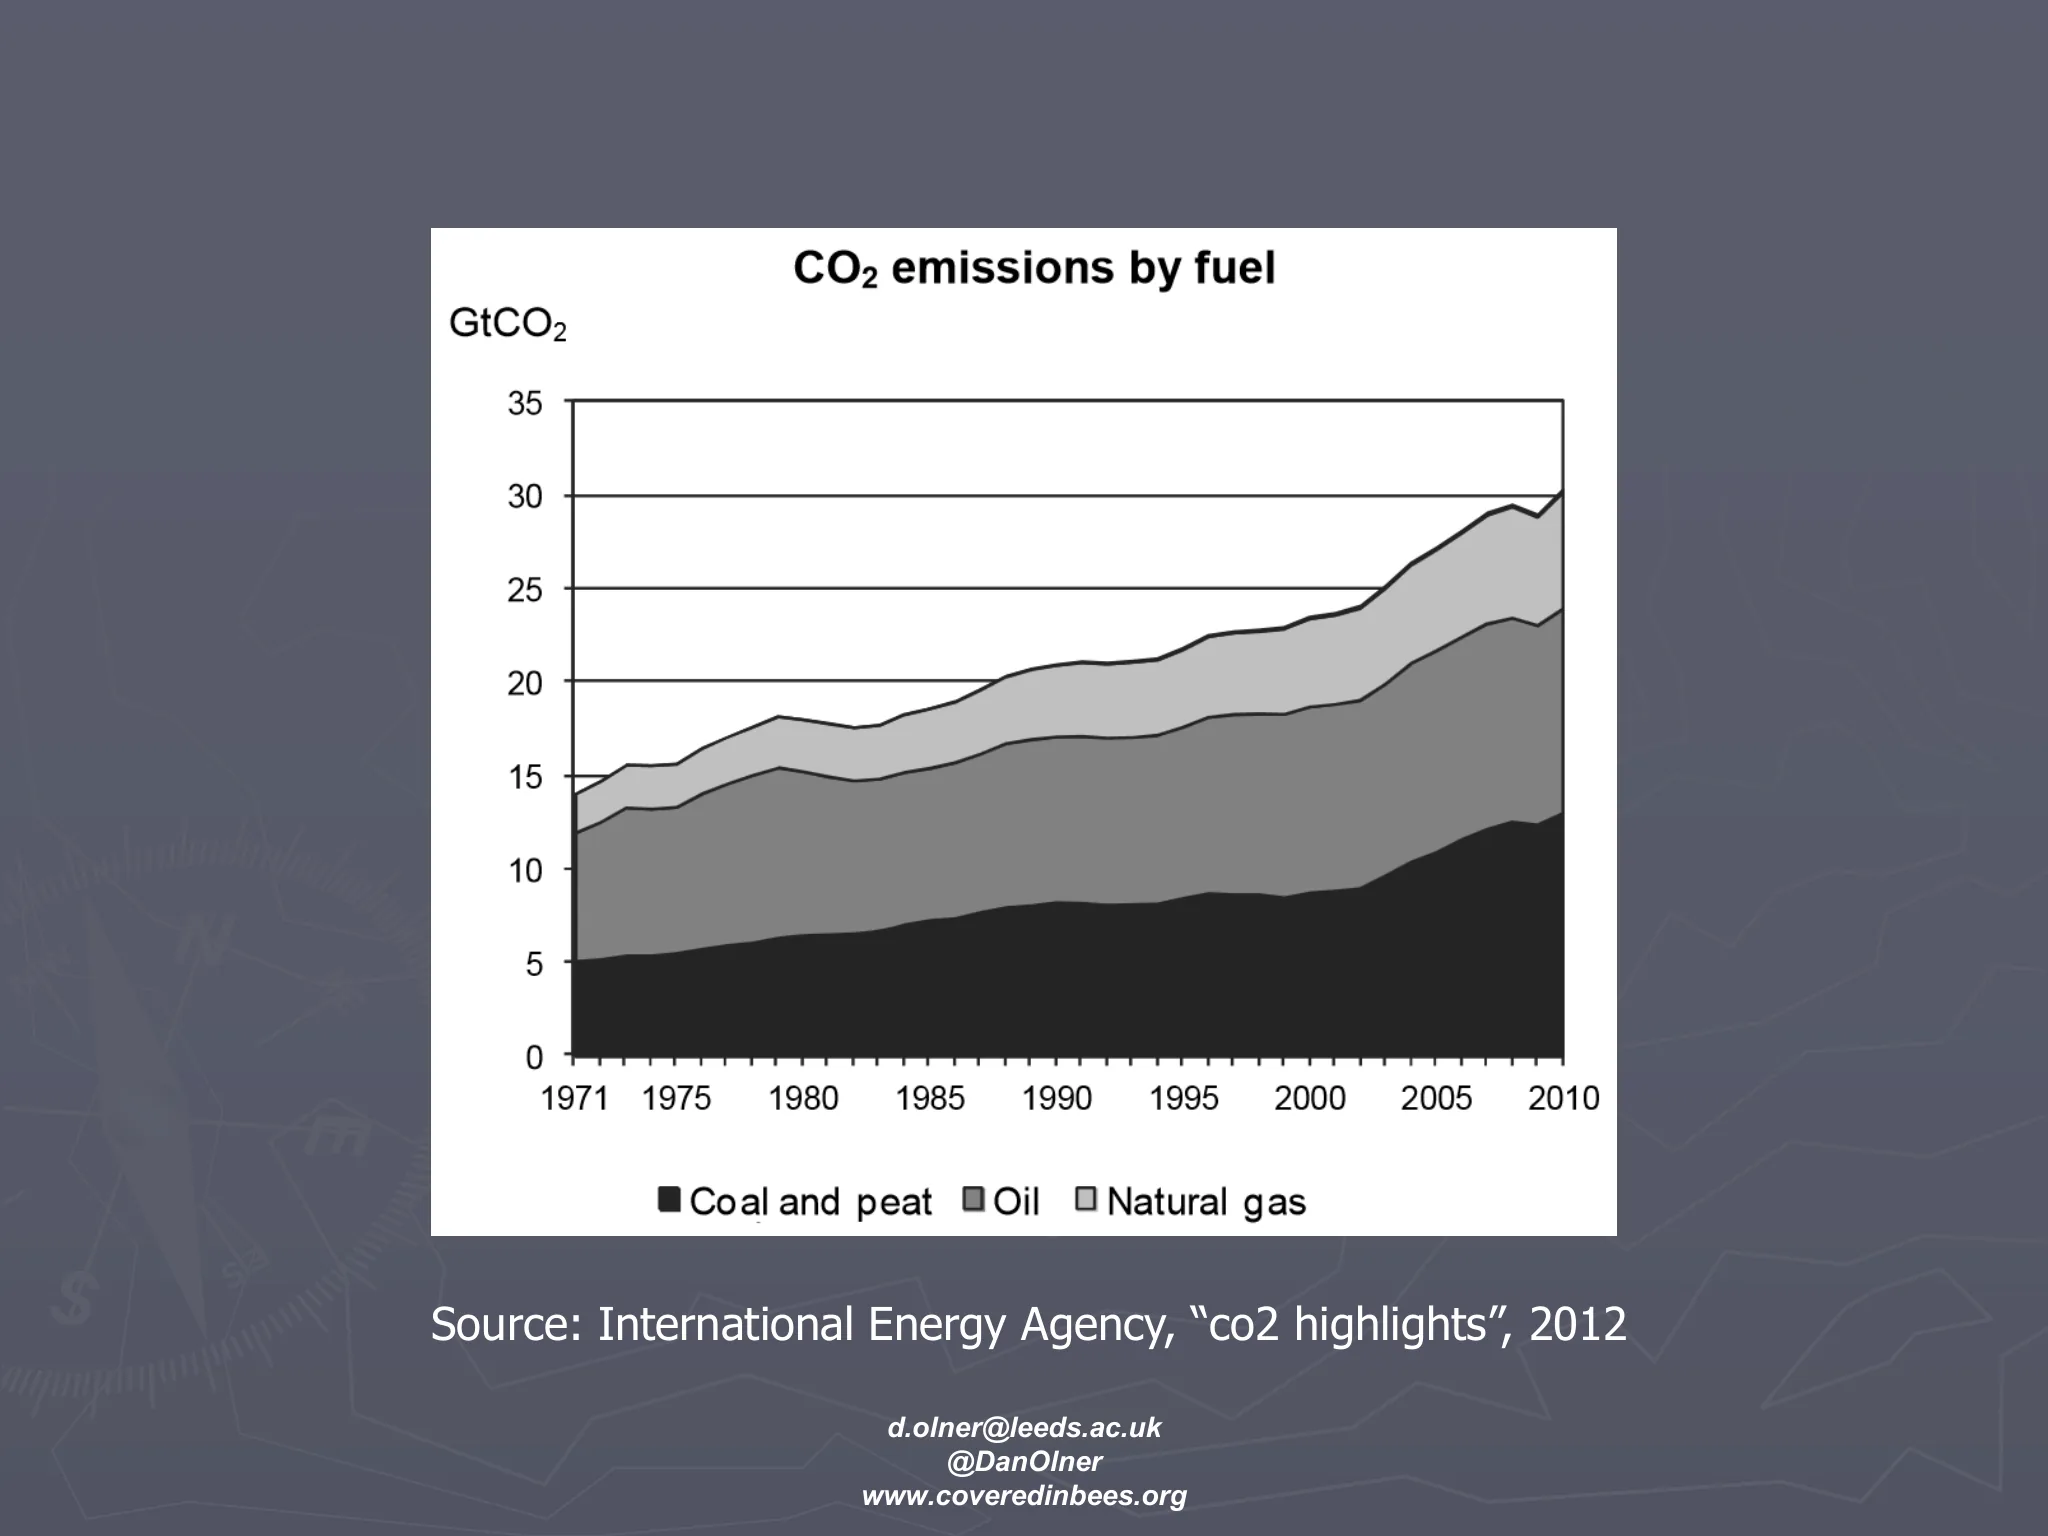 CO₂ emissions by fuel
GtCO₂
35
30
25
20
15
10
5
0
1971 1975 1980 1985 1990 1995 2000 2005 2010
Coal and peat Oil Natural gas
Source: International Energy Agency, “co2 highlights”, 2012
d.olner@leeds.ac.uk
@DanOlner
www.coveredinbees.org
N
E
S